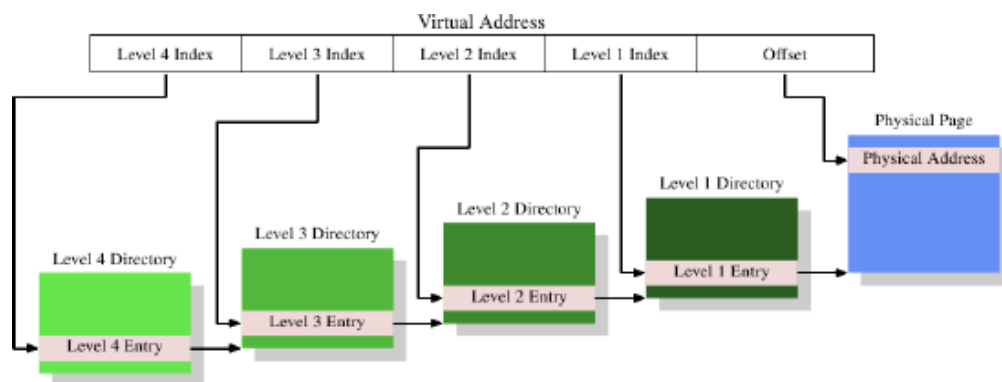 Virtual Address
Level 4 Index
Level 3 Index
Level 2 Index
Level 1 Index
Offset
Physical Page
Physical Address
Level 1 Directory
Level 2 Directory
Level 3 Directory
Level 4 Directory
Level 1 Entry
Level 2 Entry
Level 3 Entry
Level 4 Entry